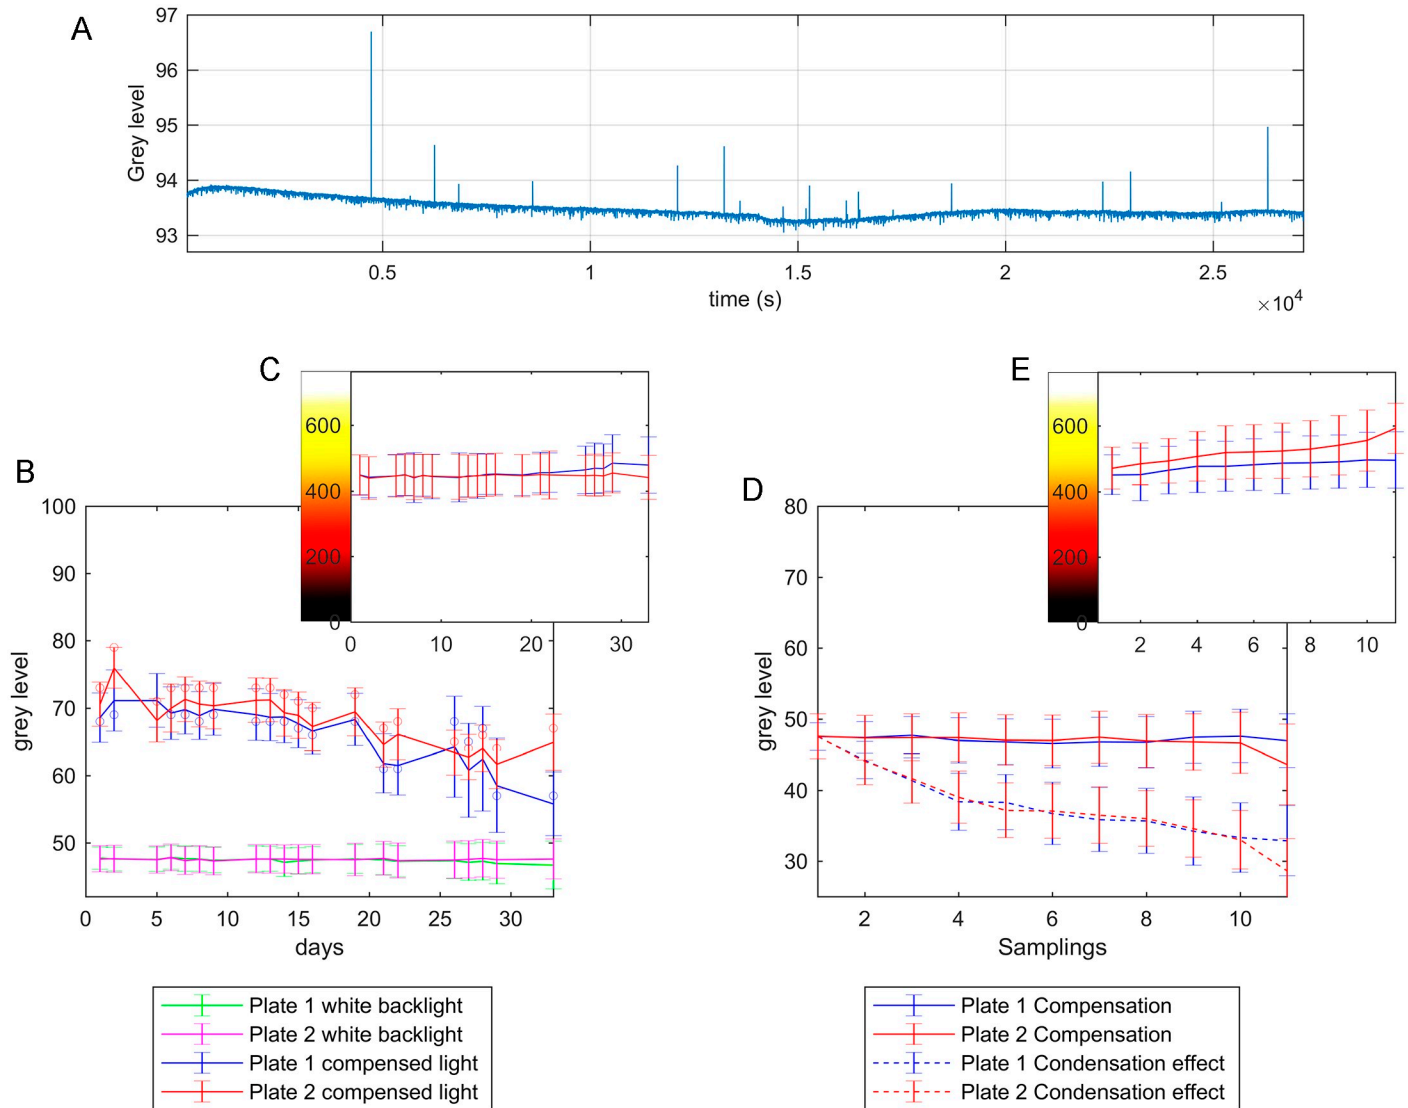 A
97
96
95
94
93
Grey level
0.5
1
1.5
2
2.5
time (s)
×10⁴
C
600
400
200
0
0
10
20
30
B
100
90
80
70
60
50
grey level
0
5
10
15
20
25
30
days
Plate 1 white backlight
Plate 2 white backlight
Plate 1 compensed light
Plate 2 compensed light
E
600
400
200
0
2
4
6
8
10
D
80
70
60
50
40
30
grey level
2
4
6
8
10
Samplings
Plate 1 Compensation
Plate 2 Compensation
Plate 1 Condensation effect
Plate 2 Condensation effect